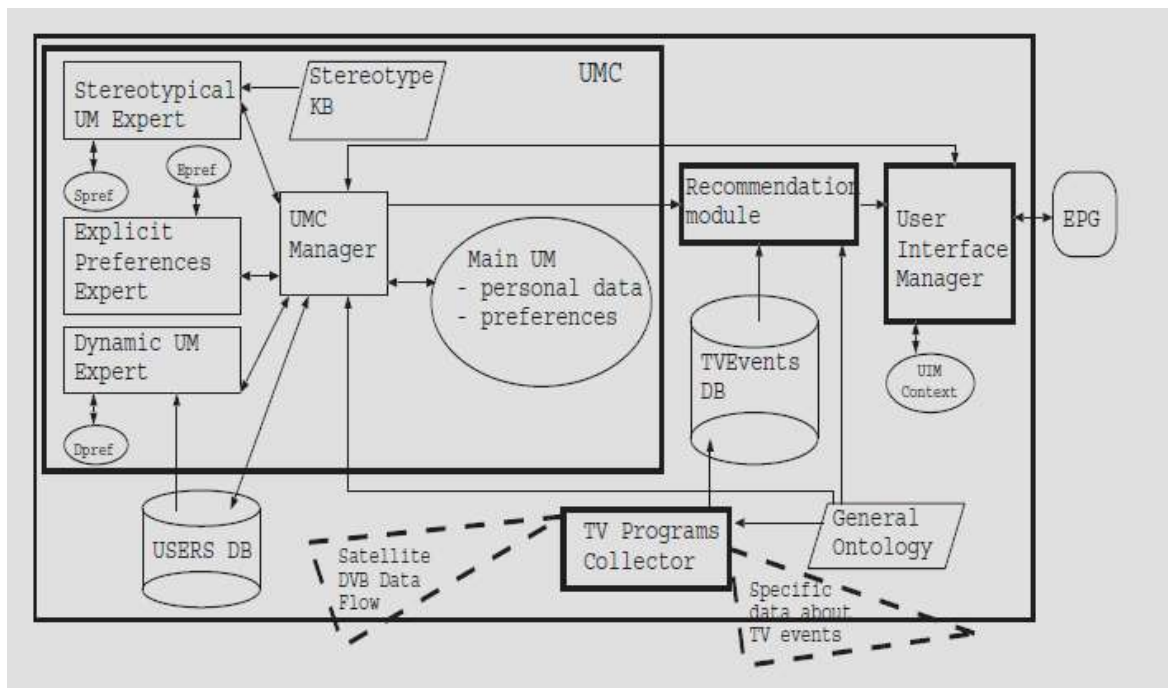 UMC
Stereotypical
UM Expert
Stereotype
KB
Spref
Epref
Explicit
Preferences
Expert
UMC
Manager
Main UM
- personal data
- preferences
Dynamic UM
Expert
Dpref
USERS DB
Recommendation
module
User
Interface
Manager
EPG
UIM
Context
TVEvents
DB
TV Programs
Collector
General
Ontology
Satellite
DVB Data
Flow
Specific
data about
TV events